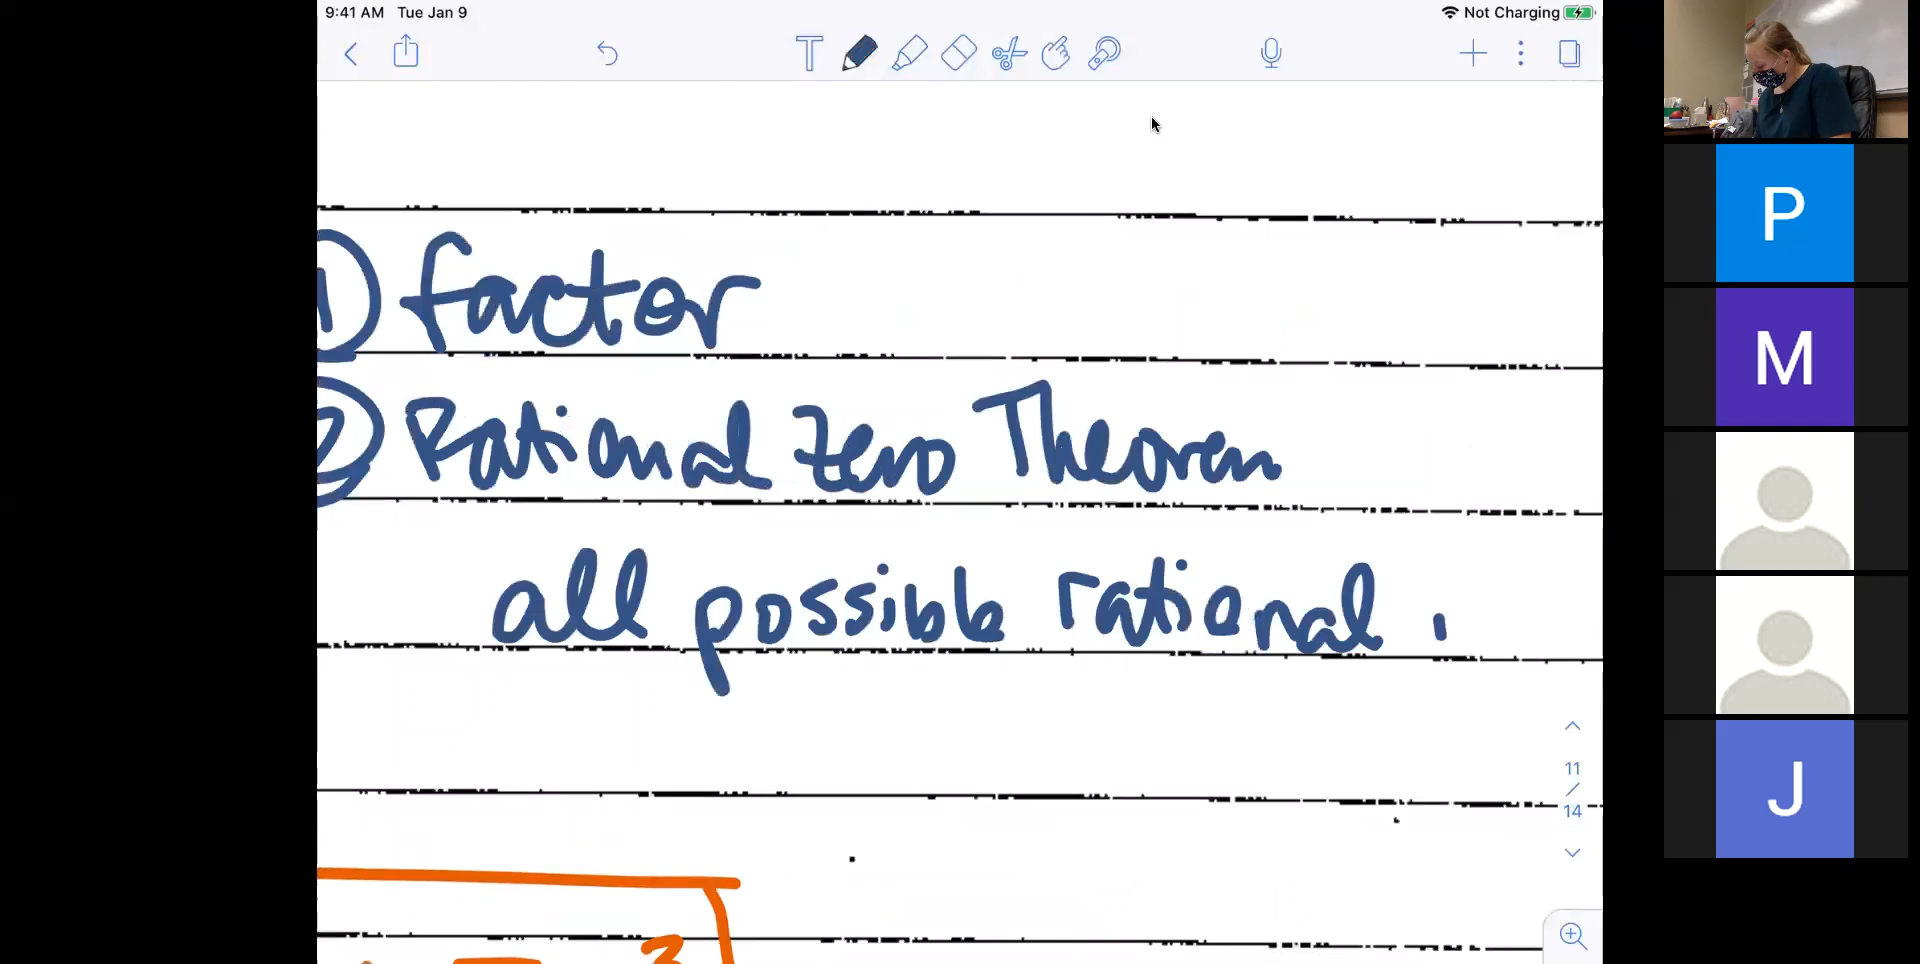 9:41 AM Tue Jan 9
Not Charging
T
P
① factor
M
② Rational Zero Theorem
all possible rational
11
/
14
J
3